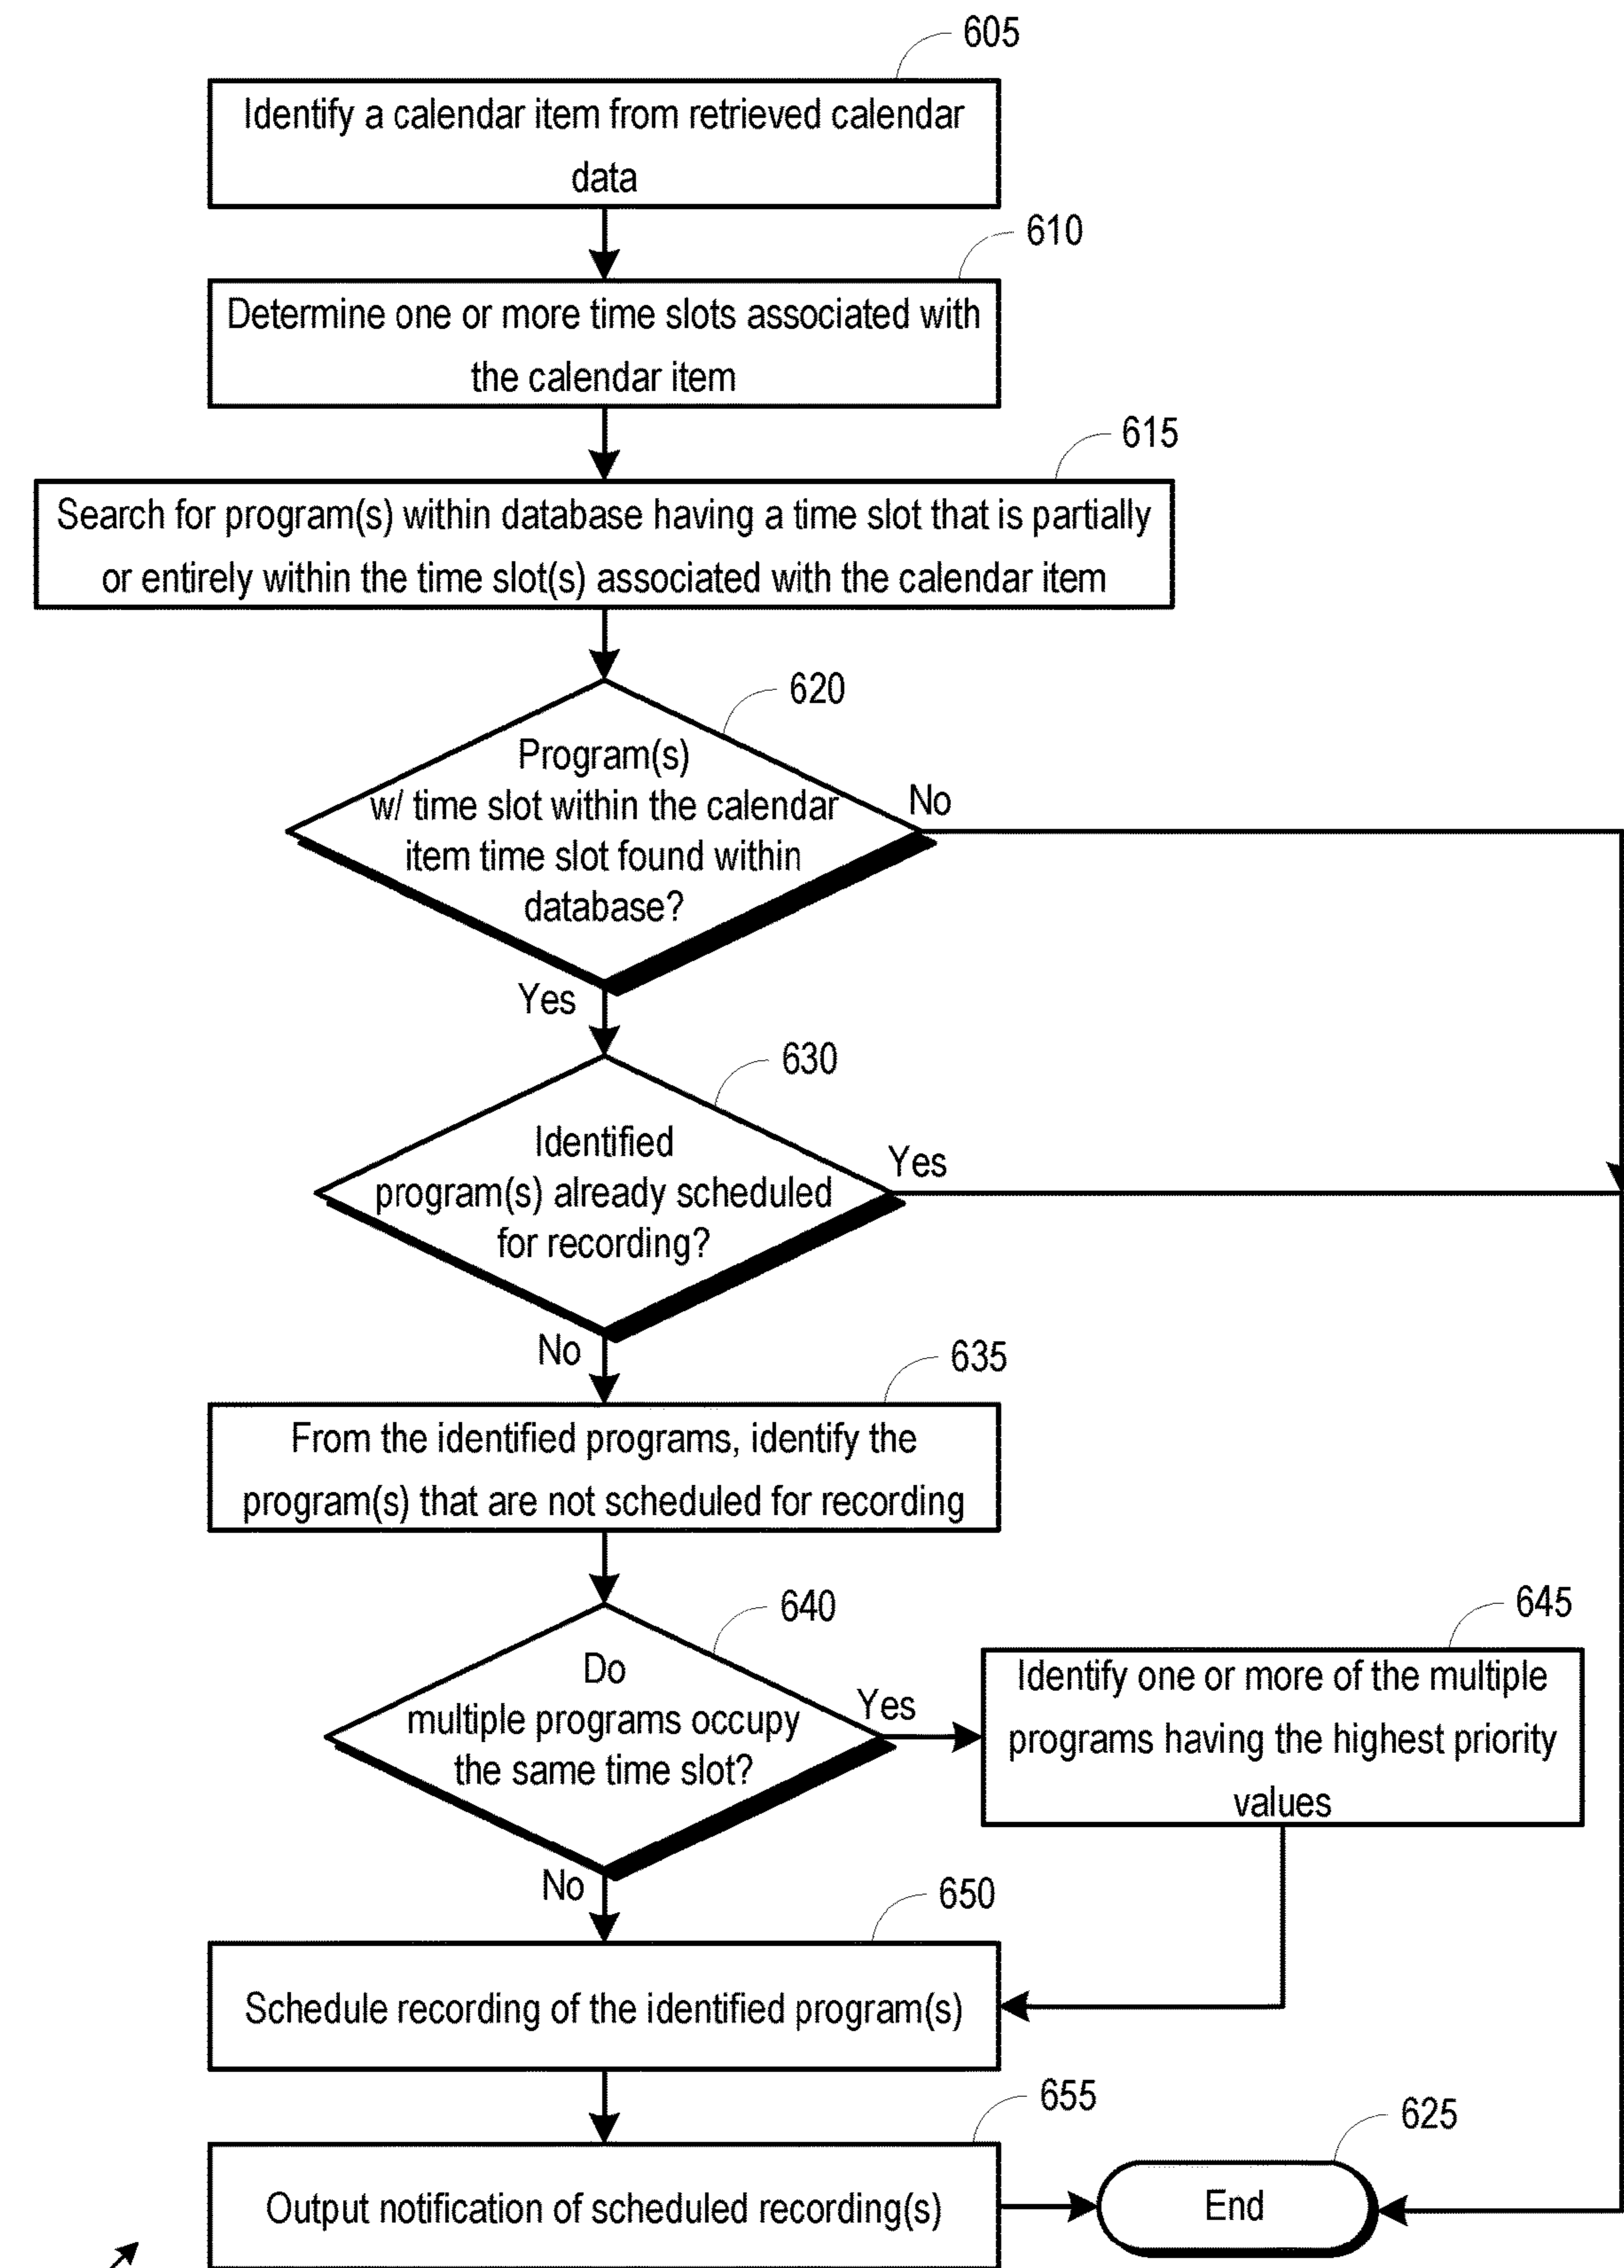 605
Identify a calendar item from retrieved calendar
data
610
Determine one or more time slots associated with
the calendar item
615
Search for program(s) within database having a time slot that is partially
or entirely within the time slot(s) associated with the calendar item
620
Program(s)
w/ time slot within the calendar
item time slot found within
database?
No
Yes
630
Identified
program(s) already scheduled
for recording?
Yes
No
635
From the identified programs, identify the
program(s) that are not scheduled for recording
640
Do
multiple programs occupy
the same time slot?
Yes
645
Identify one or more of the multiple
programs having the highest priority
values
No
650
Schedule recording of the identified program(s)
655
Output notification of scheduled recording(s)
625
End